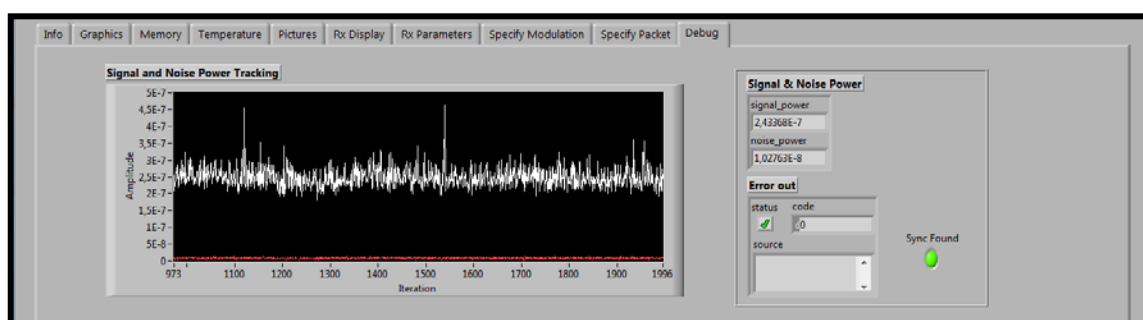 Info Graphics Memory Temperature Pictures Rx Display Rx Parameters Specify Modulation Specify Packet Debug
Signal and Noise Power Tracking
Amplitude
5E-7
4,5E-7
4E-7
3,5E-7
3E-7
2,5E-7
2E-7
1,5E-7
1E-7
5E-8
0
973 1100 1200 1300 1400 1500 1600 1700 1800 1900 1996
Iteration
Signal & Noise Power
signal_power
2,43368E-7
noise_power
1,02763E-8
Error out
status code
0
source
Sync Found